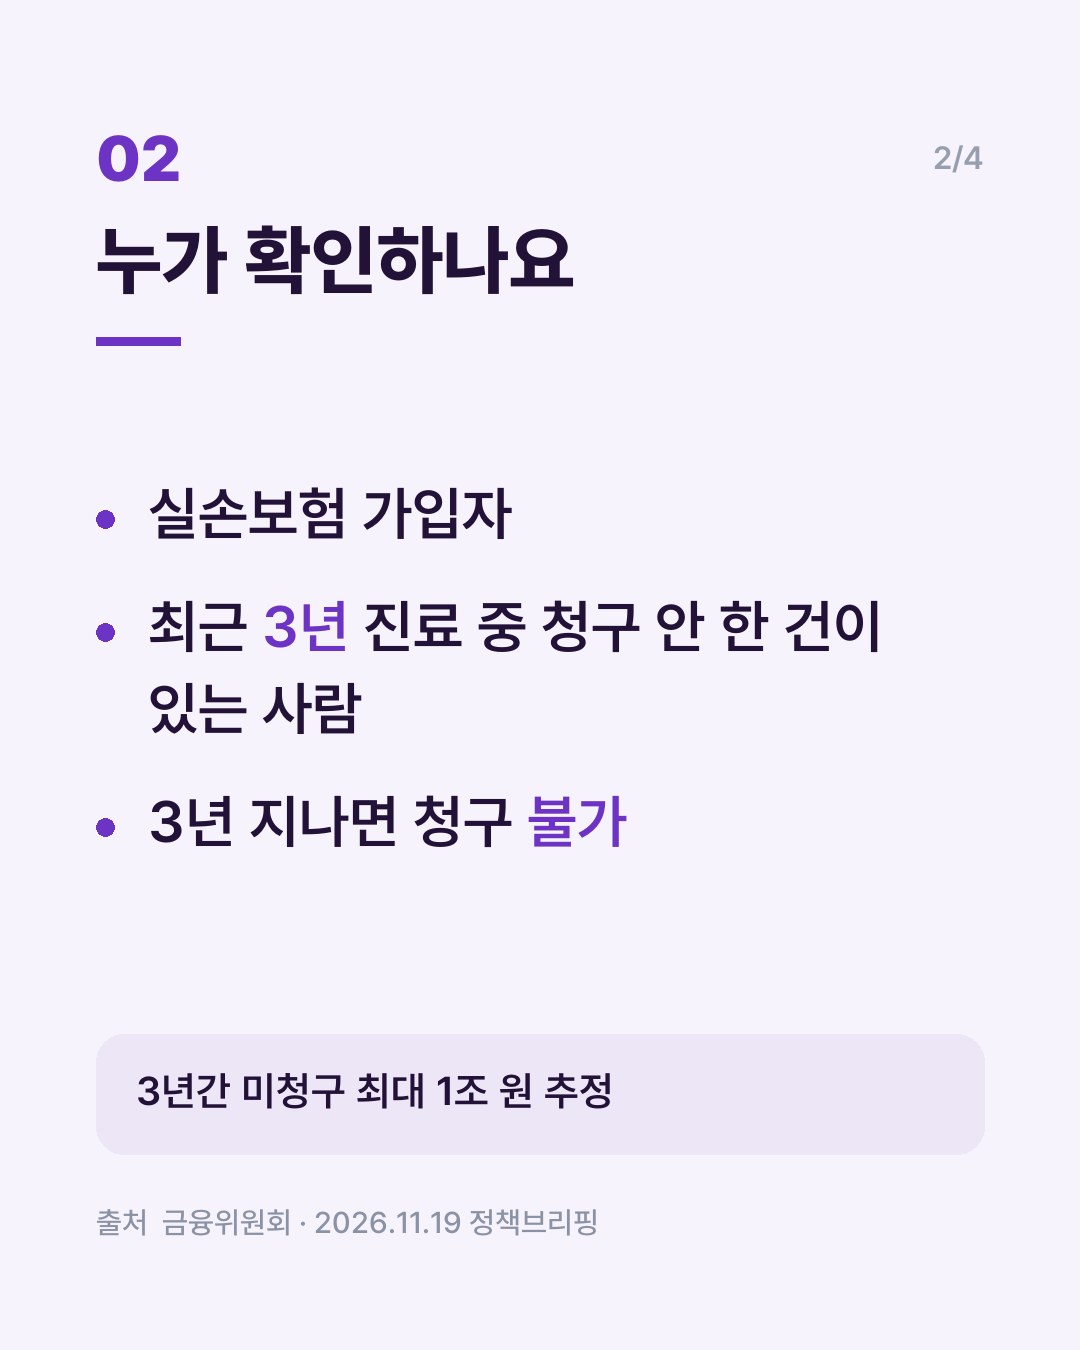 02
2/4
누가 확인하나요
실손보험 가입자
최근 3년 진료 중 청구 안 한 건이
있는 사람
3년 지나면 청구 불가
3년간 미청구 최대 1조 원 추정
출처 금융위원회 · 2026.11.19 정책브리핑